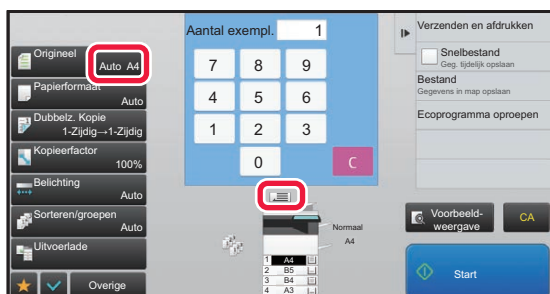 Origineel
Auto A4
Papierformaat
Auto
Dubbelz. Kopie
1-Zijdig→1-Zijdig
Kopieerfactor
100%
Belichting
Auto
Sorteren/groepen
Auto
Uitvoerlade
Overige
Aantal exempl. 1
7 8 9
4 5 6
1 2 3
0 C
Normaal
A4
1 A4
2 B5
3 B4
4 A3
Verzenden en afdrukken
Snelbestand
Geg. tijdelijk opslaan
Bestand
Gegevens in map opslaan
Ecoprogramma oproepen
Voorbeeld-
weergave
CA
Start